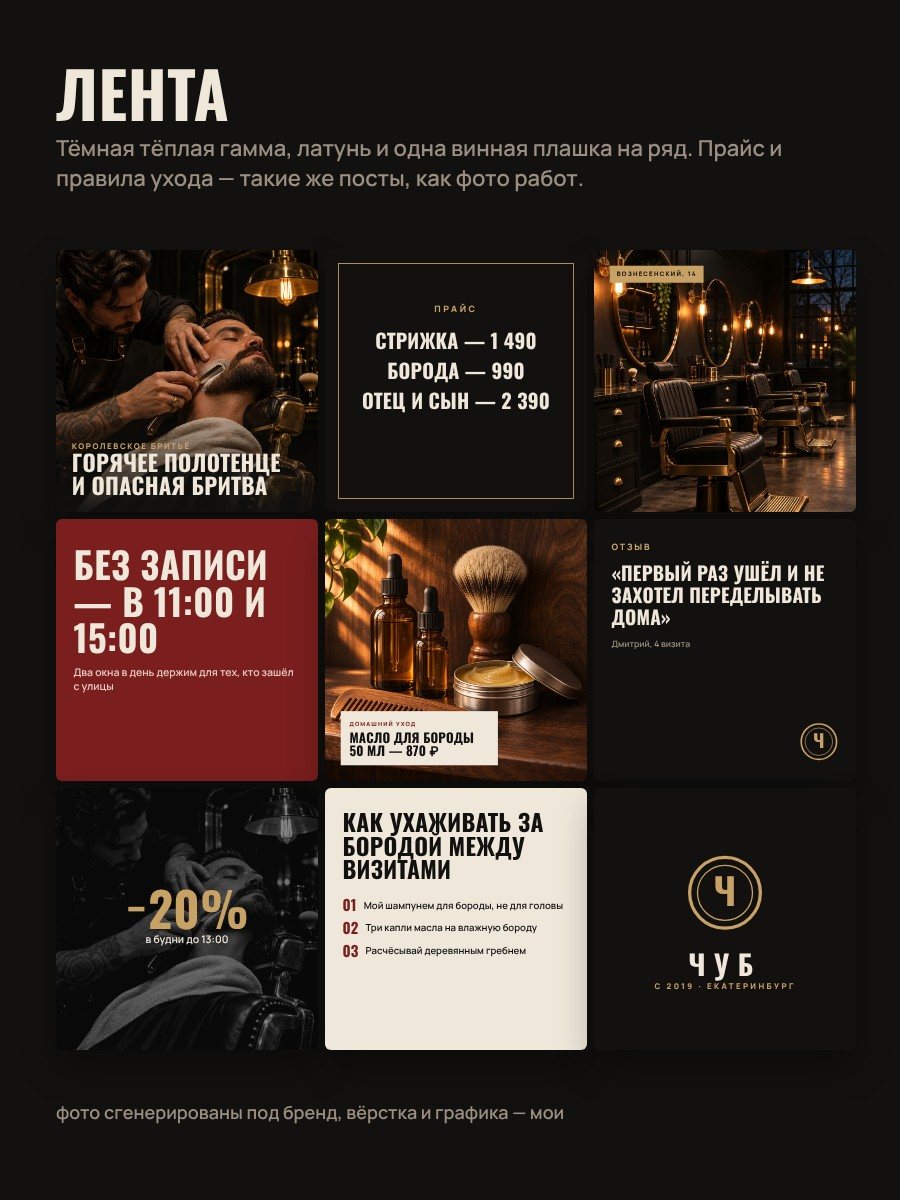 ЛЕНТА
Тёмная тёплая гамма, латунь и одна винная плашка на ряд. Прайс и
правила ухода — такие же посты, как фото работ.
КОРОЛЕВСКОЕ БРИТЬЁ
ГОРЯЧЕЕ ПОЛОТЕНЦЕ
И ОПАСНАЯ БРИТВА
ПРАЙС
СТРИЖКА — 1 490
БОРОДА — 990
ОТЕЦ И СЫН — 2 390
ВОЗНЕСЕНСКИЙ, 14
БЕЗ ЗАПИСИ
— В 11:00 И
15:00
Два окна в день держим для тех, кто зашёл
с улицы
ДОМАШНИЙ УХОД
МАСЛО ДЛЯ БОРОДЫ
50 МЛ — 870 ₽
ОТЗЫВ
«ПЕРВЫЙ РАЗ УШЁЛ И НЕ
ЗАХОТЕЛ ПЕРЕДЕЛЫВАТЬ
ДОМА»
Дмитрий, 4 визита
Ч
−20%
в будни до 13:00
КАК УХАЖИВАТЬ ЗА
БОРОДОЙ МЕЖДУ
ВИЗИТАМИ
01 Мой шампунем для бороды, не для головы
02 Три капли масла на влажную бороду
03 Расчёсывай деревянным гребнем
Ч
ЧУБ
С 2019 · ЕКАТЕРИНБУРГ
фото сгенерированы под бренд, вёрстка и графика — мои